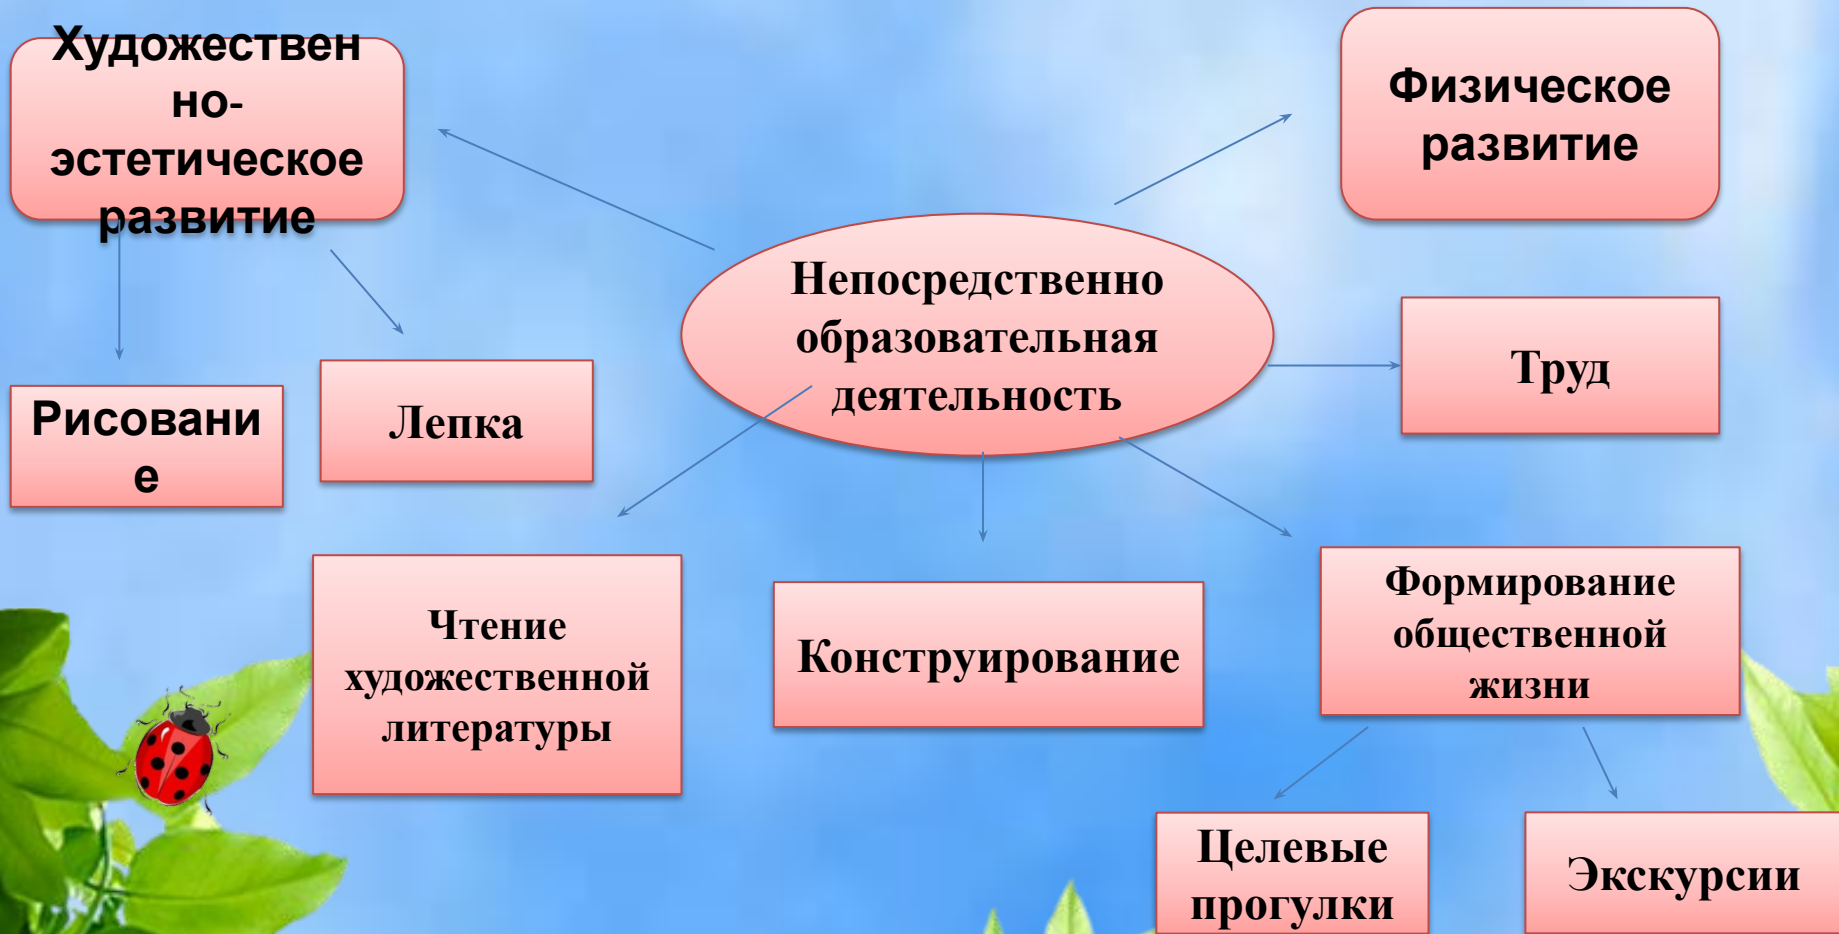 Художествен
но-
эстетическое
развитие
Физическое
развитие
Непосредственно
образовательная
деятельность
Труд
Рисовани
е
Лепка
Чтение
художественной
литературы
Конструирование
Формирование
общественной
жизни
Целевые
прогулки
Экскурсии